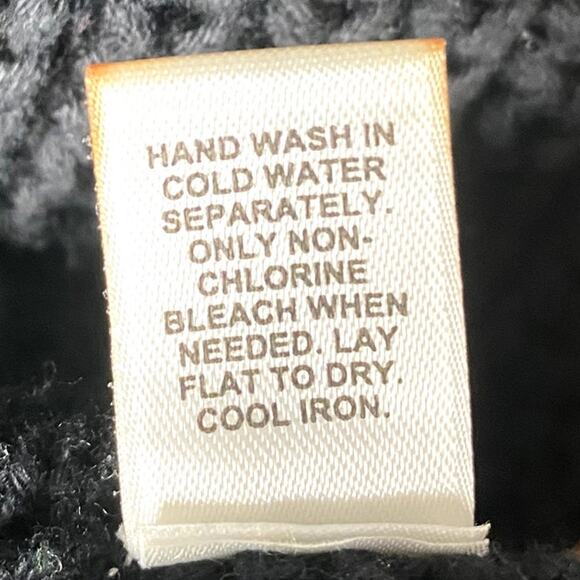 HAND WASH IN
COLD WATER
SEPARATELY.
ONLY NON-
CHLORINE
BLEACH WHEN
NEEDED. LAY
FLAT TO DRY.
COOL IRON.